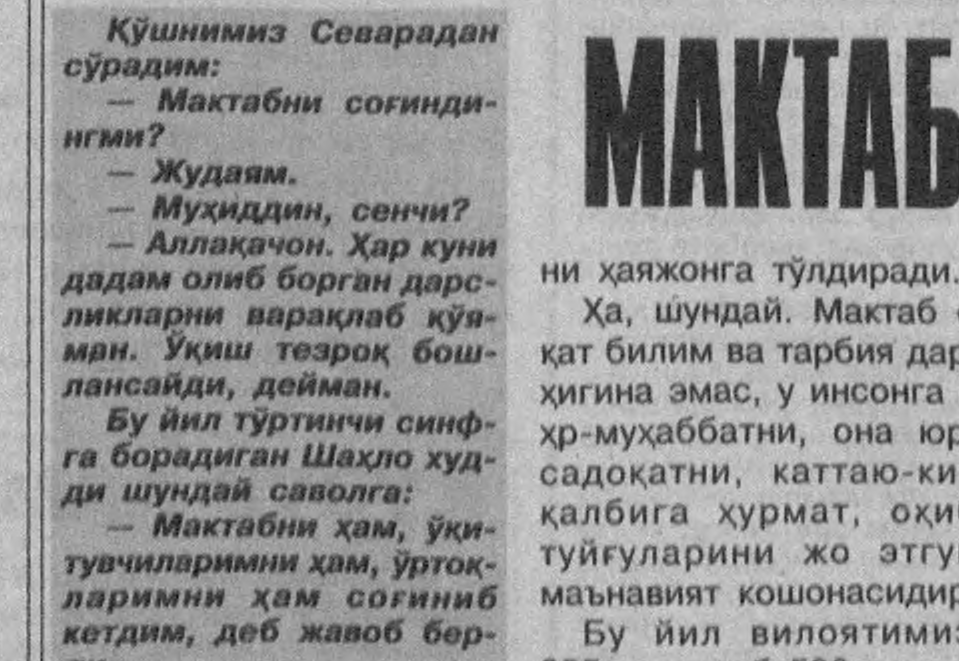 Қўшнимиз Севарадан
сўрадим:
— Мактабни соғинди-
нгми?
— Жудаям.
— Муҳиддин, сенчи?
— Аллақачон. Ҳар куни
дадам олиб борган дарс-
ликларни варақлаб қўя-
ман. Ўқиш тезроқ бош-
лансайди, дейман.
Бу йил тўртинчи синф-
га борадиган Шаҳло худ-
ди шундай саволга:
— Мактабни ҳам, ўқи-
тувчиларимни ҳам, ўртоқ-
ларимни ҳам соғиниб
кетдим, деб жавоб бер-
МАКТАБ
ни ҳаяжонга тўлдиради.
Ҳа, шундай. Мактаб
қат билим ва тарбия дар
ҳигина эмас, у инсонга
ҳр-муҳаббатни, она юр
садоқатни, каттаю-ки
қалбига ҳурмат, оқи
туйғуларини жо этгу
маънавият кошонасидир
Бу йил вилоятимиз